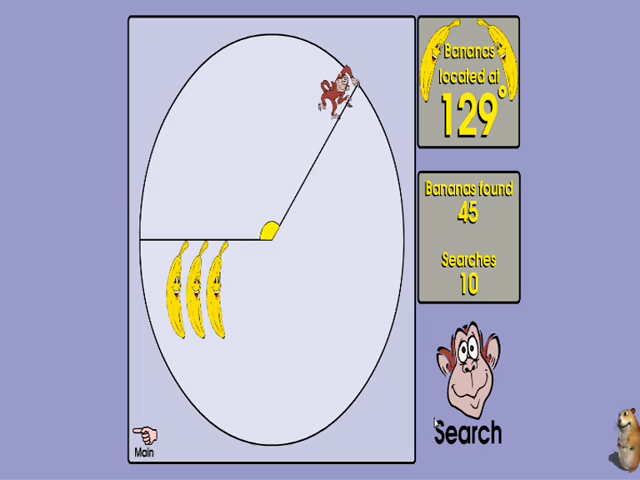 Bananas
located at
129°
Bananas found
45
Searches
10
Search
Main